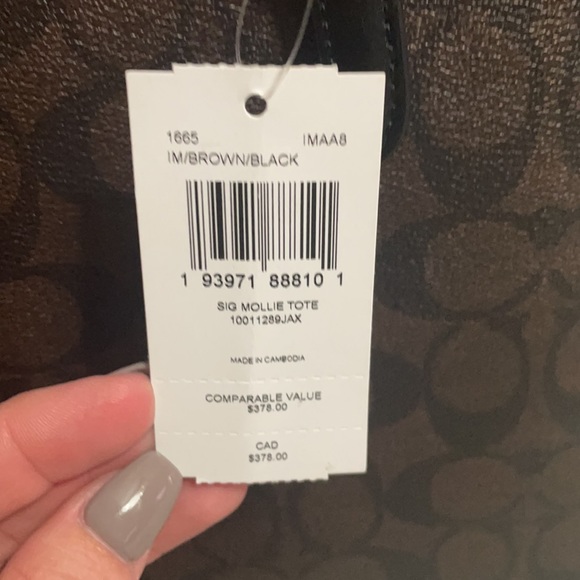 1665 IMAA8
IM/BROWN/BLACK
1 93971 88810 1
SIG MOLLIE TOTE
10011289JAX
MADE IN CAMBODIA
COMPARABLE VALUE
$378.00
CAD
$378.00